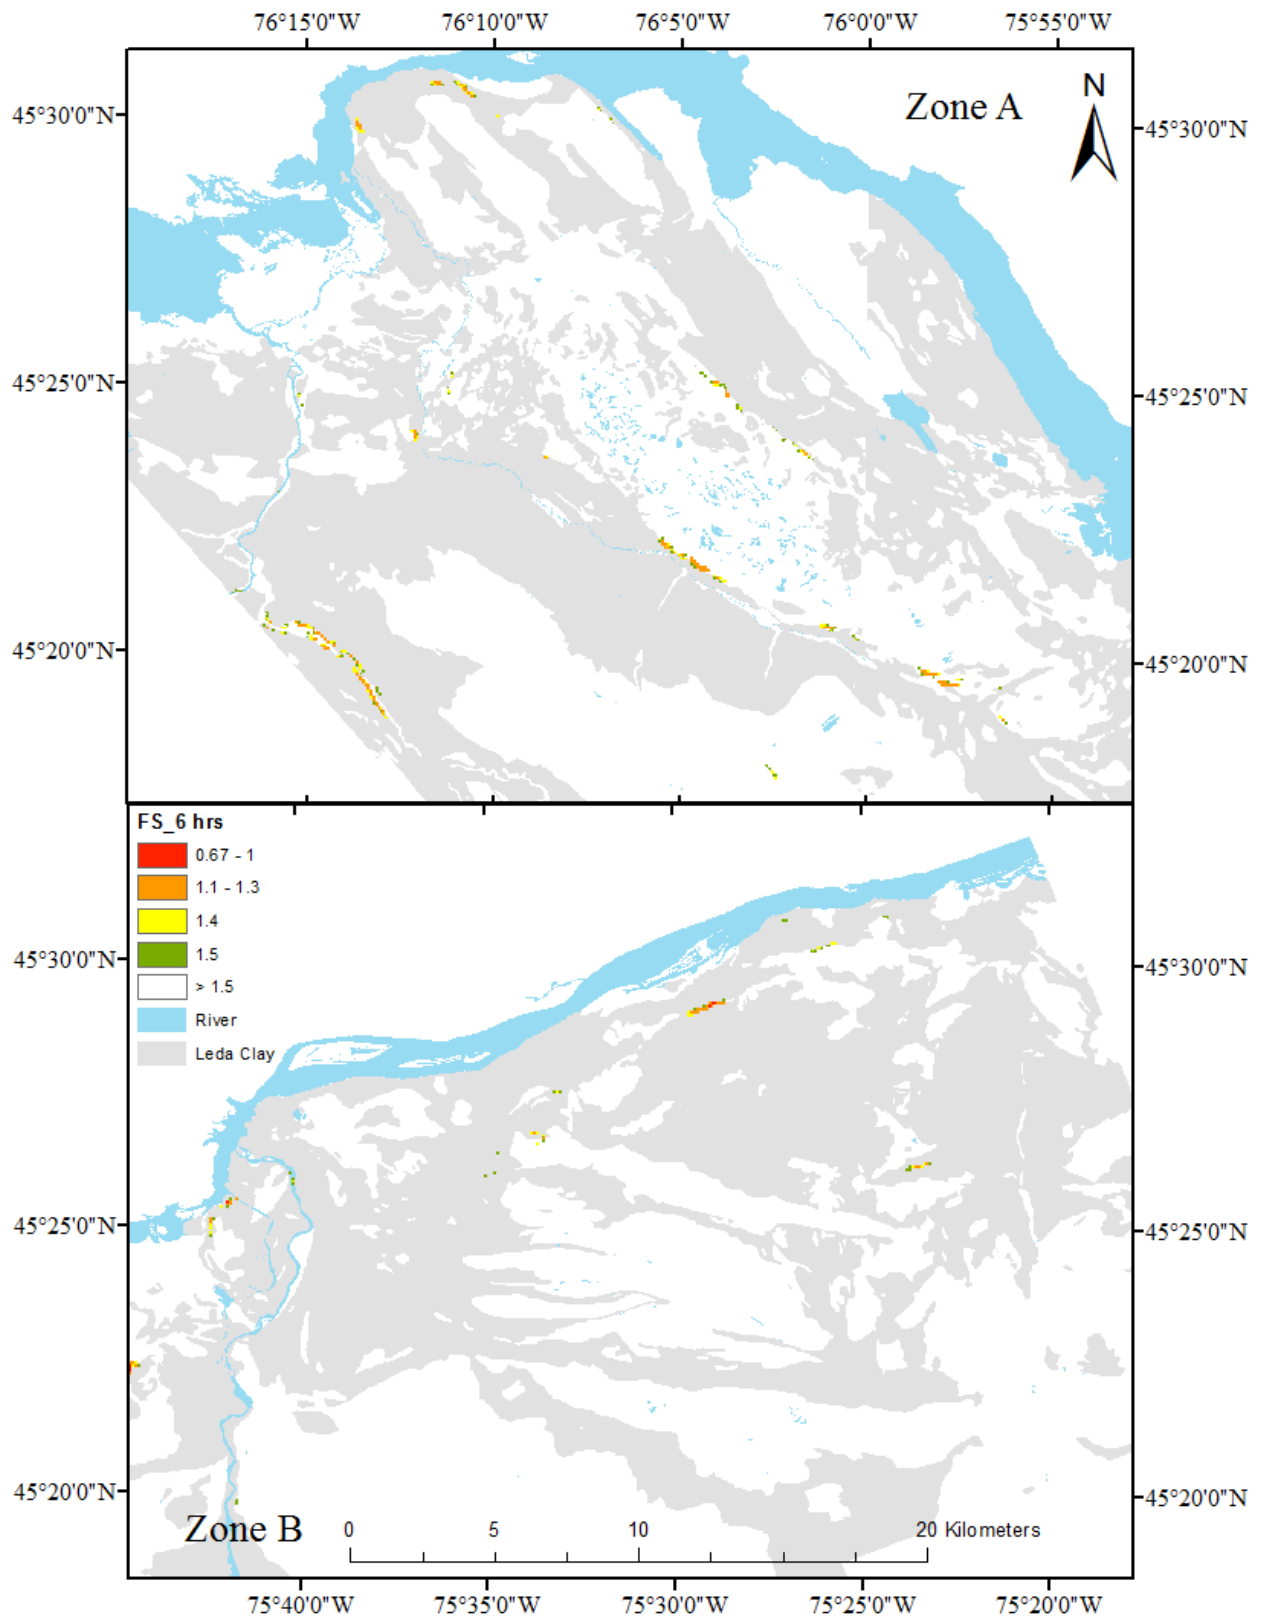 76°15'0"W 76°10'0"W 76°5'0"W 76°0'0"W 75°55'0"W
N
Zone A
45°30'0"N 45°30'0"N
45°25'0"N 45°25'0"N
45°20'0"N 45°20'0"N
FS_6 hrs
0.67 - 1
1.1 - 1.3
1.4
1.5
> 1.5
River
Leda Clay
45°30'0"N 45°30'0"N
45°25'0"N 45°25'0"N
45°20'0"N 45°20'0"N
Zone B
0 5 10 20 Kilometers
75°40'0"W 75°35'0"W 75°30'0"W 75°25'0"W 75°20'0"W